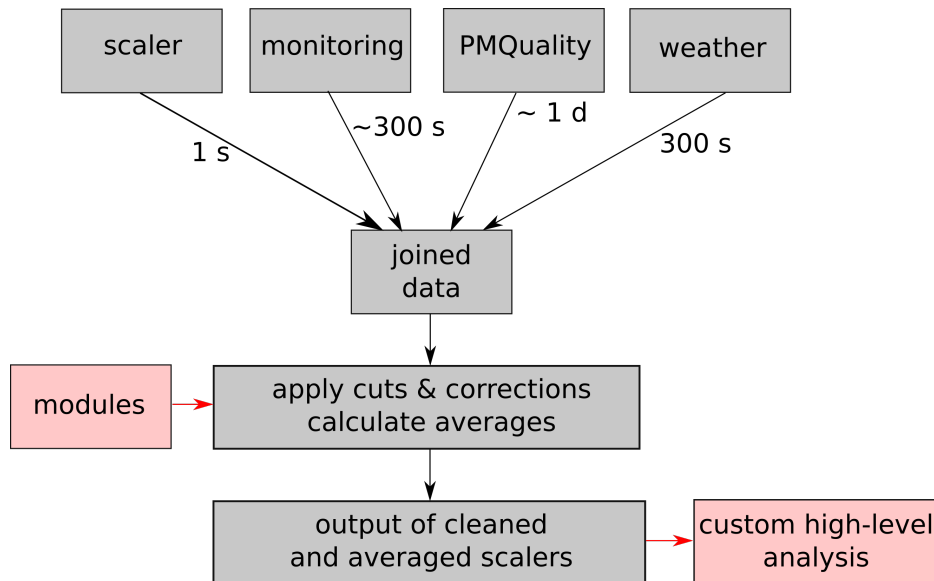 scaler
monitoring
PMQuality
weather
1 s
~300 s
~ 1 d
300 s
joined
data
modules
apply cuts & corrections
calculate averages
output of cleaned
and averaged scalers
custom high-level
analysis